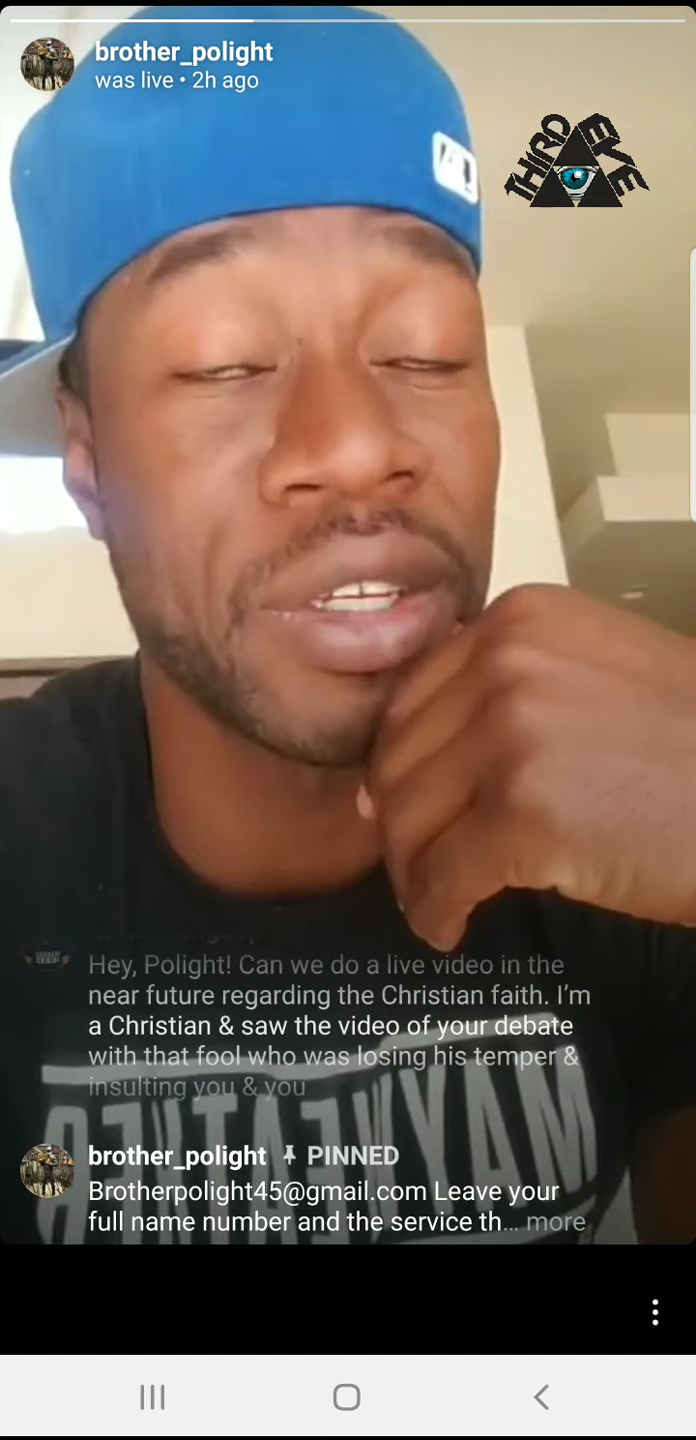 brother_polight
was live • 2h ago
THIRD EYE
Hey, Polight! Can we do a live video in the
near future regarding the Christian faith. I’m
a Christian & saw the video of your debate
with that fool who was losing his temper &
insulting you & you
brother_polight PINNED
Brotherpolight45@gmail.com Leave your
full name number and the service th... more